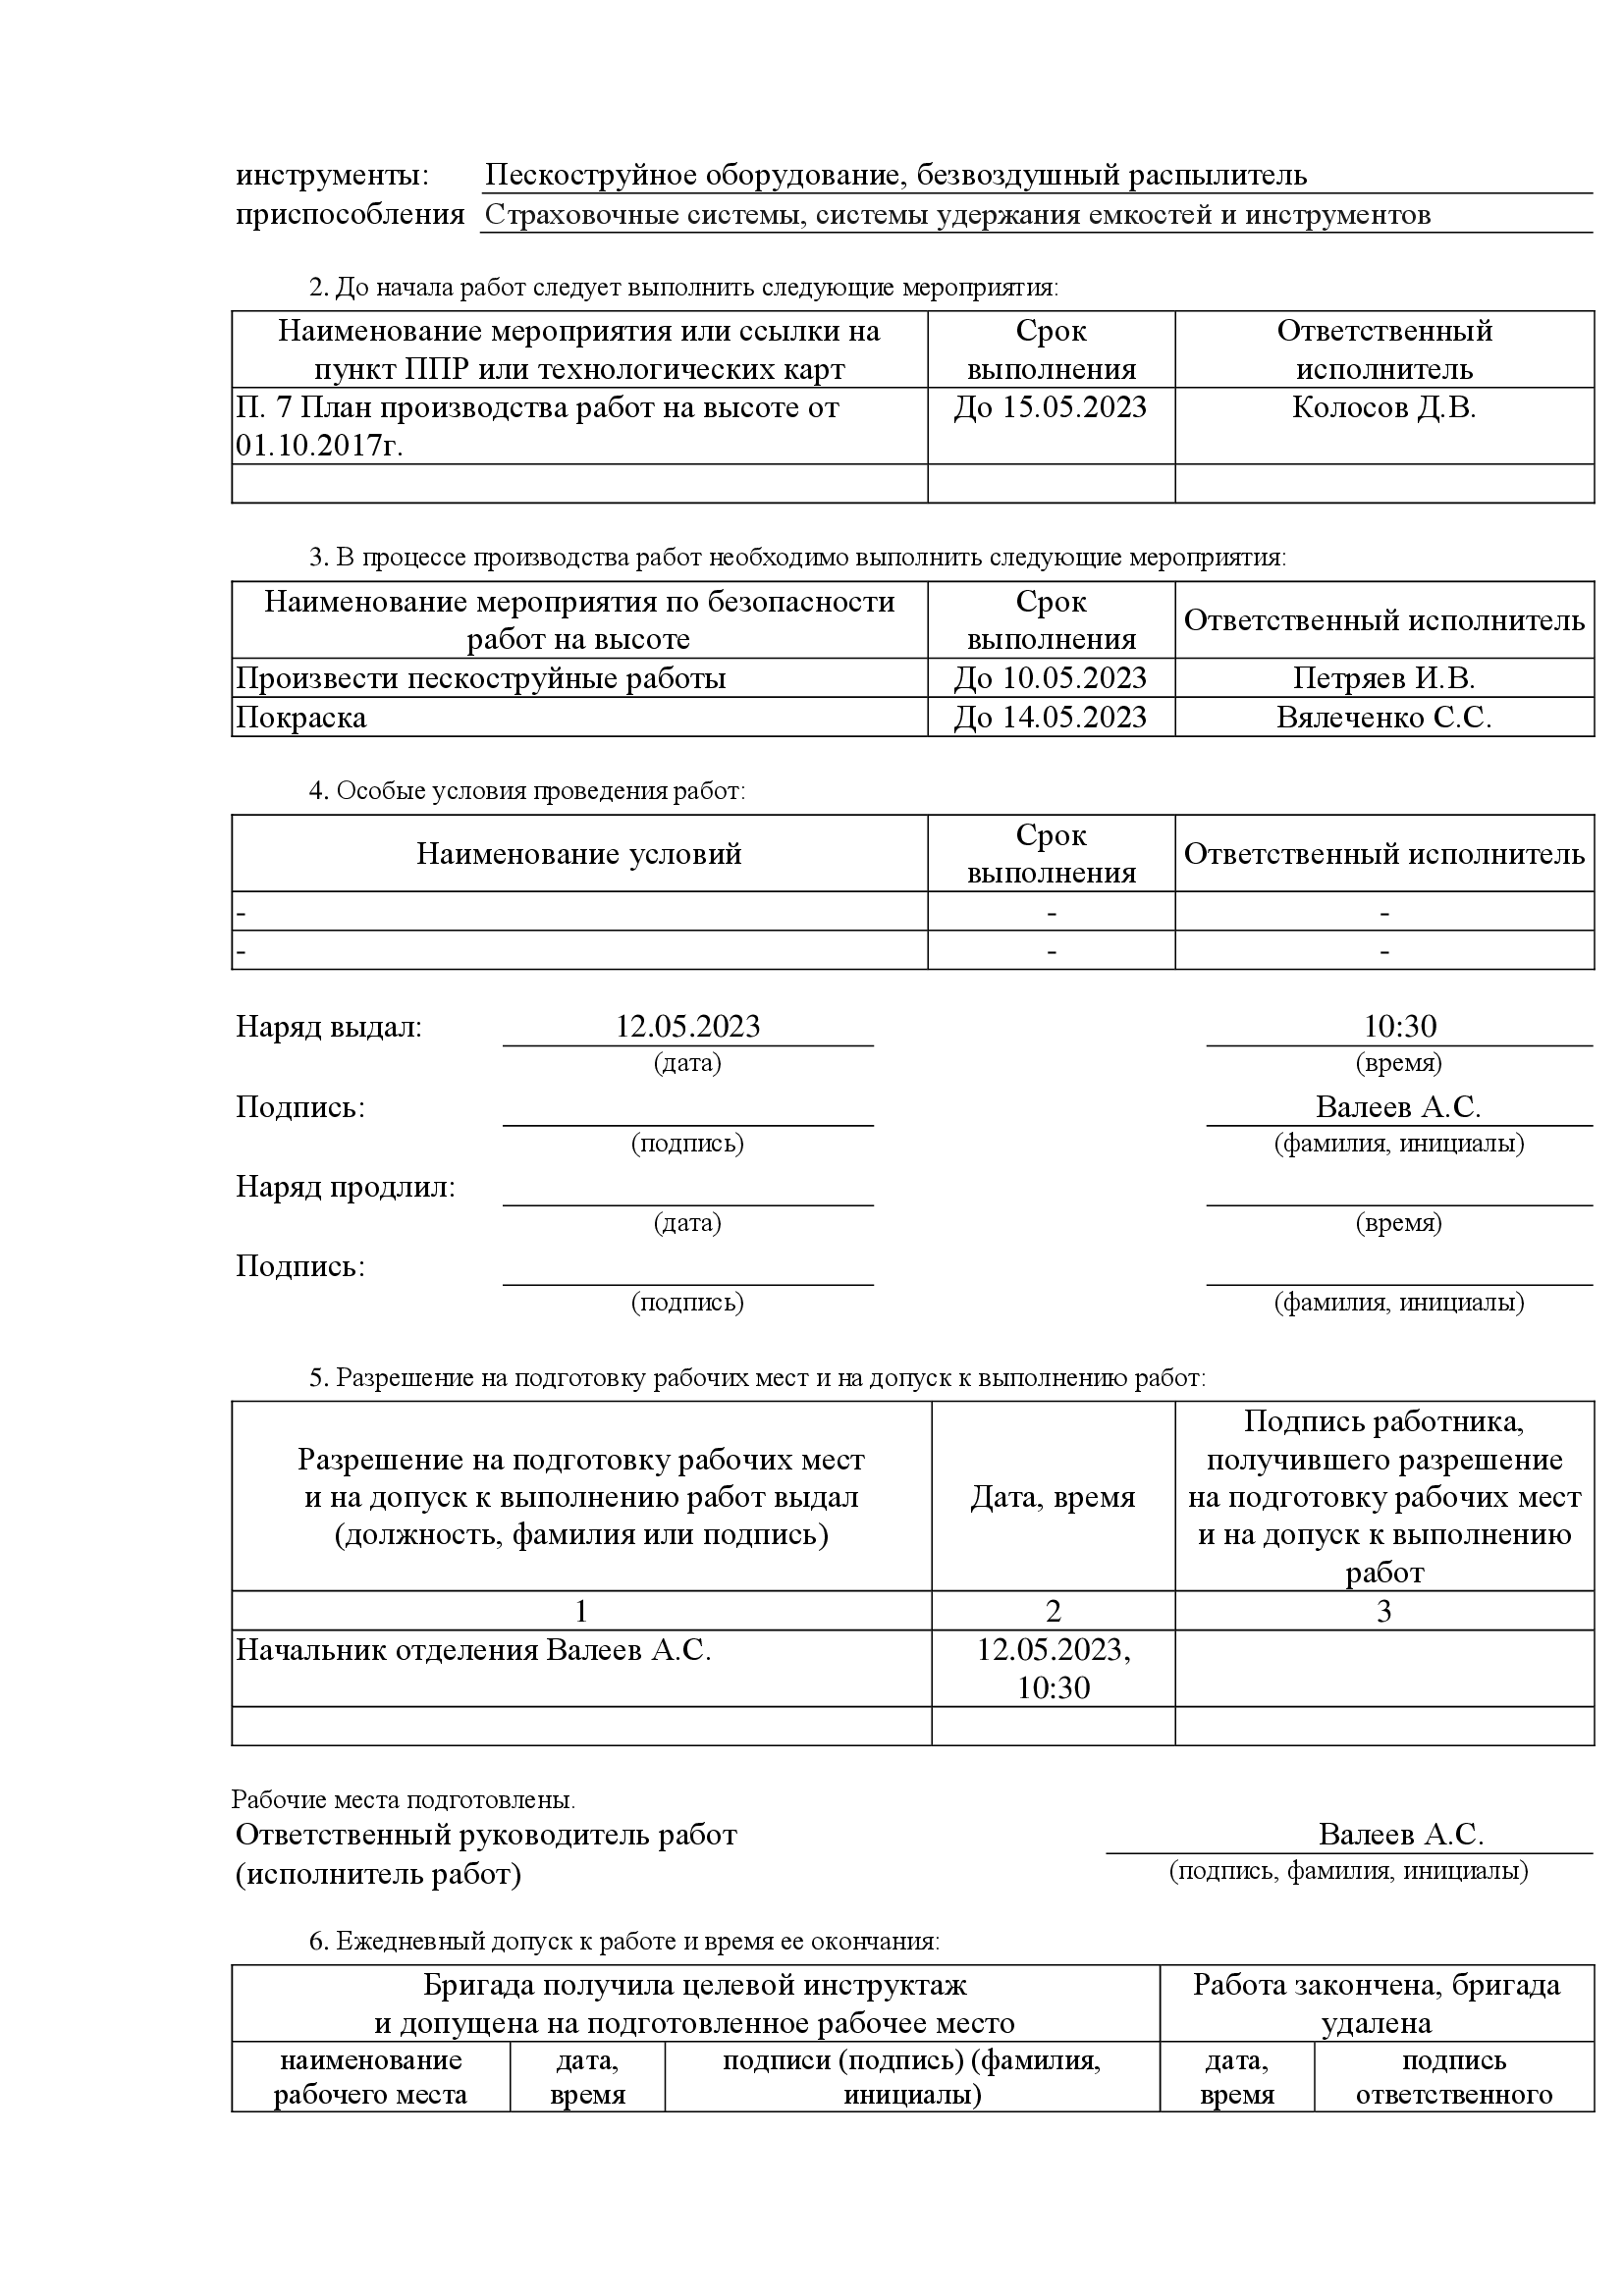 инструменты: Пескоструйное оборудование, безвоздушный распылитель
приспособления Страховочные системы, системы удержания емкостей и инструментов
2. До начала работ следует выполнить следующие мероприятия:
Наименование мероприятия или ссылки на
пункт ППР или технологических карт
Срок
выполнения
Ответственный
исполнитель
П. 7 План производства работ на высоте от
01.10.2017г.
До 15.05.2023
Колосов Д.В.
3. В процессе производства работ необходимо выполнить следующие мероприятия:
Наименование мероприятия по безопасности
работ на высоте
Срок
выполнения
Ответственный исполнитель
Произвести пескоструйные работы
До 10.05.2023
Петряев И.В.
Покраска
До 14.05.2023
Вялеченко С.С.
4. Особые условия проведения работ:
Наименование условий
Срок
выполнения
Ответственный исполнитель
- - -
- - -
Наряд выдал: 12.05.2023 10:30
(дата) (время)
Подпись: Валеев А.С.
(подпись) (фамилия, инициалы)
Наряд продлил:
(дата) (время)
Подпись:
(подпись) (фамилия, инициалы)
5. Разрешение на подготовку рабочих мест и на допуск к выполнению работ:
Разрешение на подготовку рабочих мест
и на допуск к выполнению работ выдал
(должность, фамилия или подпись)
Дата, время
Подпись работника,
получившего разрешение
на подготовку рабочих мест
и на допуск к выполнению
работ
1 2 3
Начальник отделения Валеев А.С.
12.05.2023,
10:30
Рабочие места подготовлены.
Ответственный руководитель работ Валеев А.С.
(исполнитель работ) (подпись, фамилия, инициалы)
6. Ежедневный допуск к работе и время ее окончания:
Бригада получила целевой инструктаж
и допущена на подготовленное рабочее место
Работа закончена, бригада
удалена
наименование
рабочего места
дата,
время
подписи (подпись) (фамилия,
инициалы)
дата,
время
подпись
ответственного